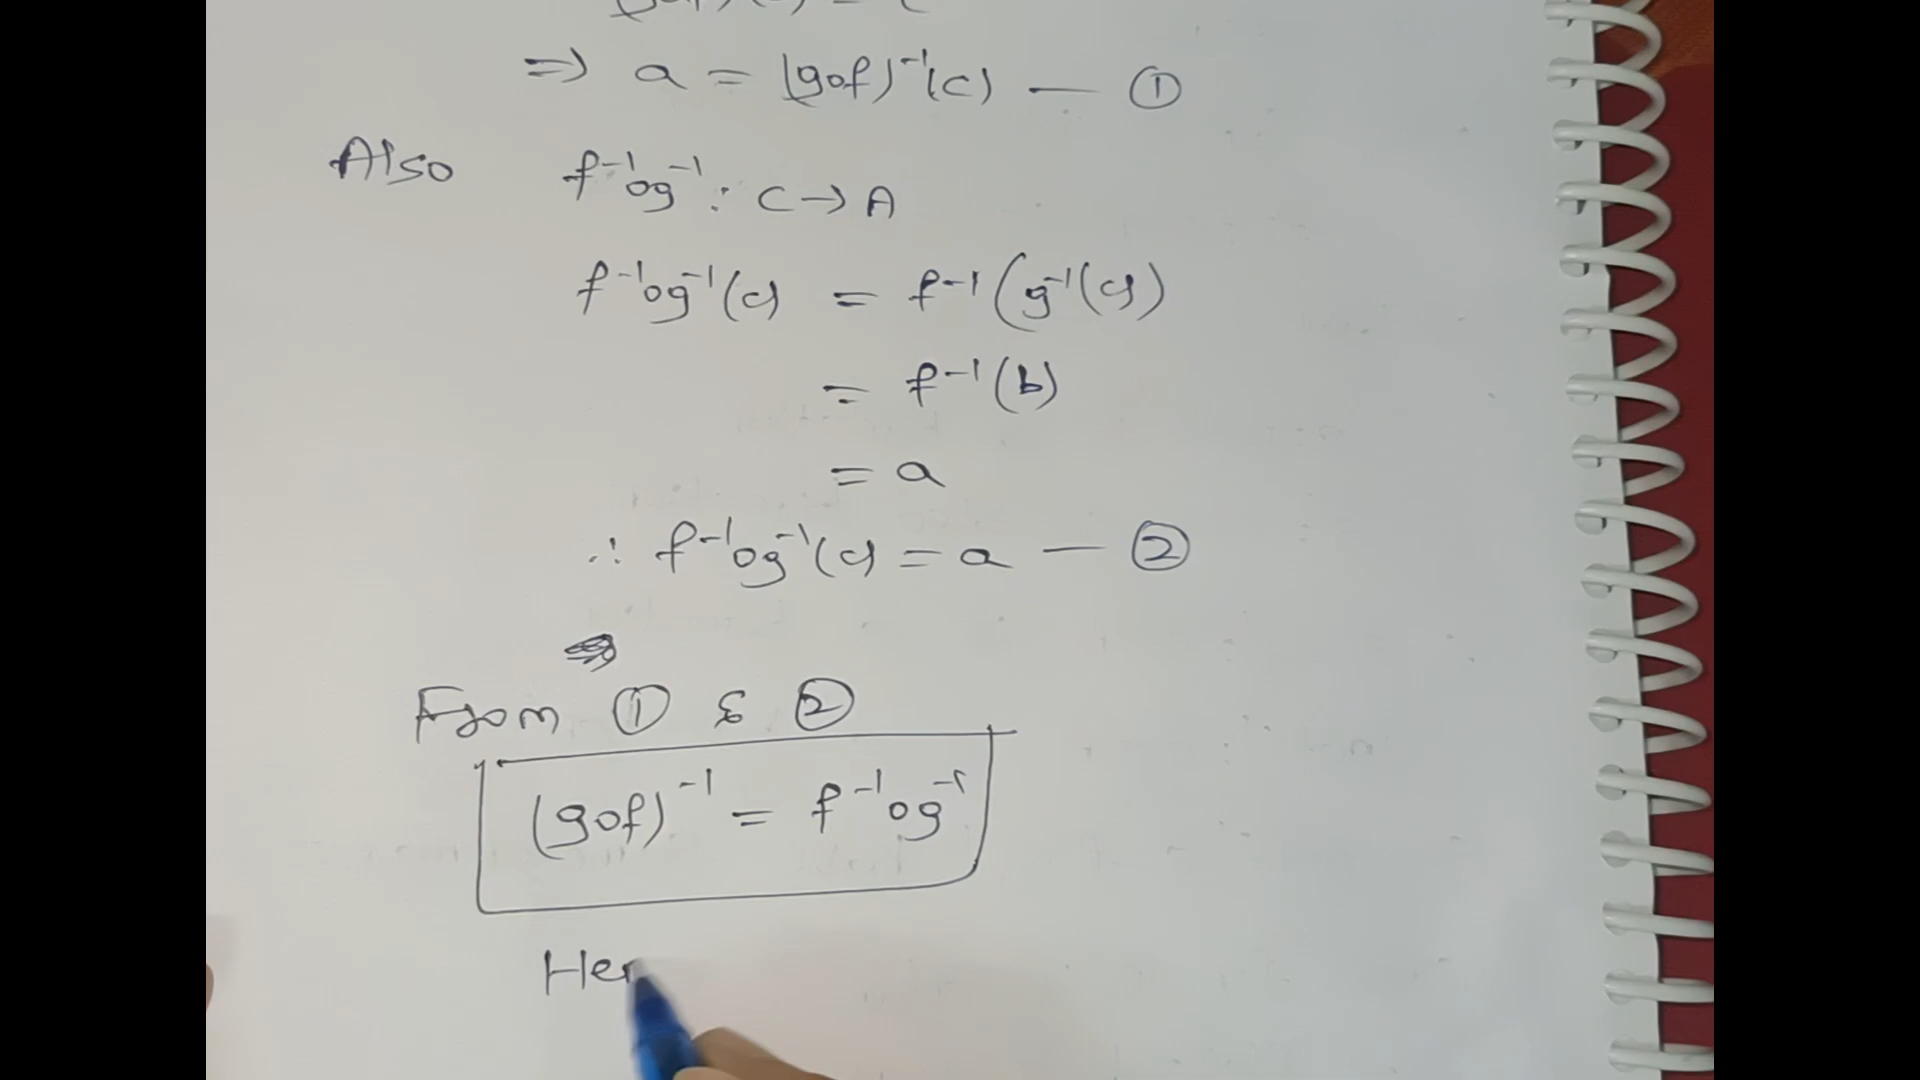 ⇒ a = (gof)⁻¹(c) — ①
Also f⁻¹og⁻¹ : C → A
f⁻¹og⁻¹(c) = f⁻¹(g⁻¹(c))
= f⁻¹(b)
= a
∴ f⁻¹og⁻¹(c) = a — ②
From ① & ②
(gof)⁻¹ = f⁻¹og⁻¹
Hen